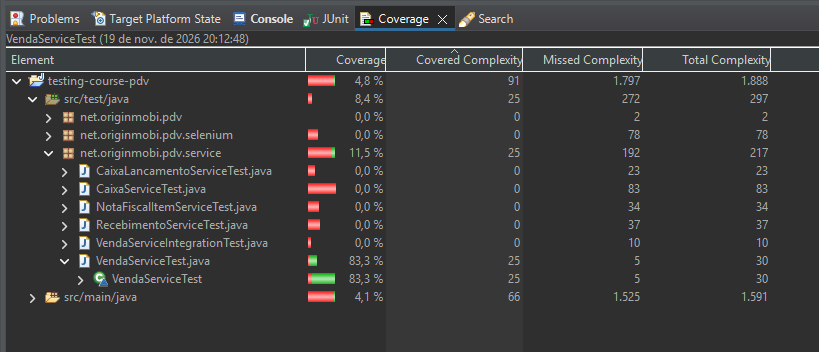 Problems Target Platform State Console JUnit Coverage Search
VendaServiceTest (19 de nov. de 2026 20:12:48)
Element Coverage Covered Complexity Missed Complexity Total Complexity
testing-course-pdv 4,8 % 91 1.797 1.888
src/test/java 8,4 % 25 272 297
net.originmobi.pdv 0,0 % 0 2 2
net.originmobi.pdv.selenium 0,0 % 0 78 78
net.originmobi.pdv.service 11,5 % 25 192 217
CaixaLancamentoServiceTest.java 0,0 % 0 23 23
CaixaServiceTest.java 0,0 % 0 83 83
NotaFiscalItemServiceTest.java 0,0 % 0 34 34
RecebimentoServiceTest.java 0,0 % 0 37 37
VendaServiceIntegrationTest.java 0,0 % 0 10 10
VendaServiceTest.java 83,3 % 25 5 30
VendaServiceTest 83,3 % 25 5 30
src/main/java 4,1 % 66 1.525 1.591